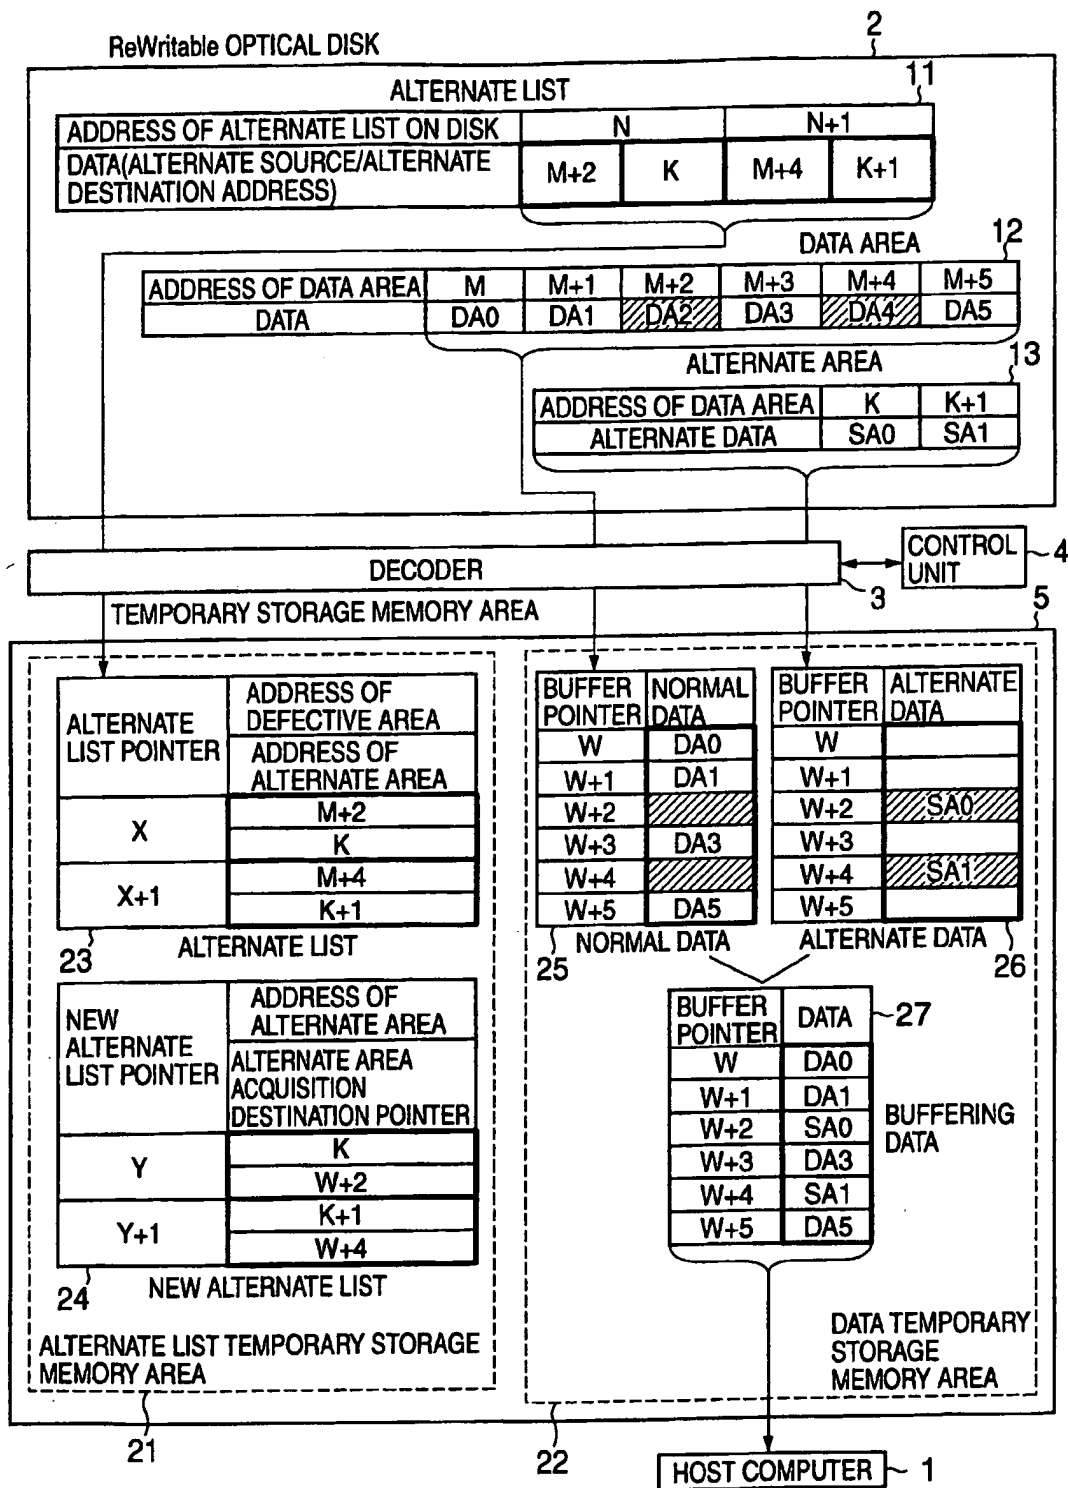 ReWritable OPTICAL DISK
2
ALTERNATE LIST
11
ADDRESS OF ALTERNATE LIST ON DISK N N+1
DATA(ALTERNATE SOURCE/ALTERNATE
DESTINATION ADDRESS)
M+2 K M+4 K+1
DATA AREA
12
ADDRESS OF DATA AREA M M+1 M+2 M+3 M+4 M+5
DATA DA0 DA1 DA2 DA3 DA4 DA5
ALTERNATE AREA
13
ADDRESS OF DATA AREA K K+1
ALTERNATE DATA SA0 SA1
DECODER
3
CONTROL
UNIT
4
TEMPORARY STORAGE MEMORY AREA
5
ALTERNATE
LIST POINTER
ADDRESS OF
DEFECTIVE AREA
ADDRESS OF
ALTERNATE AREA
X
M+2
K
X+1
M+4
K+1
23
ALTERNATE LIST
NEW
ALTERNATE
LIST POINTER
ADDRESS OF
ALTERNATE AREA
ALTERNATE AREA
ACQUISITION
DESTINATION POINTER
Y
K
W+2
Y+1
K+1
W+4
24
NEW ALTERNATE LIST
ALTERNATE LIST TEMPORARY STORAGE
MEMORY AREA
21
BUFFER
POINTER
NORMAL
DATA
W DA0
W+1 DA1
W+2
W+3 DA3
W+4
W+5 DA5
25
NORMAL DATA
BUFFER
POINTER
ALTERNATE
DATA
W
W+1
W+2 SA0
W+3
W+4 SA1
W+5
ALTERNATE DATA
26
BUFFER
POINTER
DATA
27
W DA0
W+1 DA1
W+2 SA0
W+3 DA3
W+4 SA1
W+5 DA5
BUFFERING
DATA
DATA TEMPORARY
STORAGE
MEMORY AREA
22
HOST COMPUTER
1